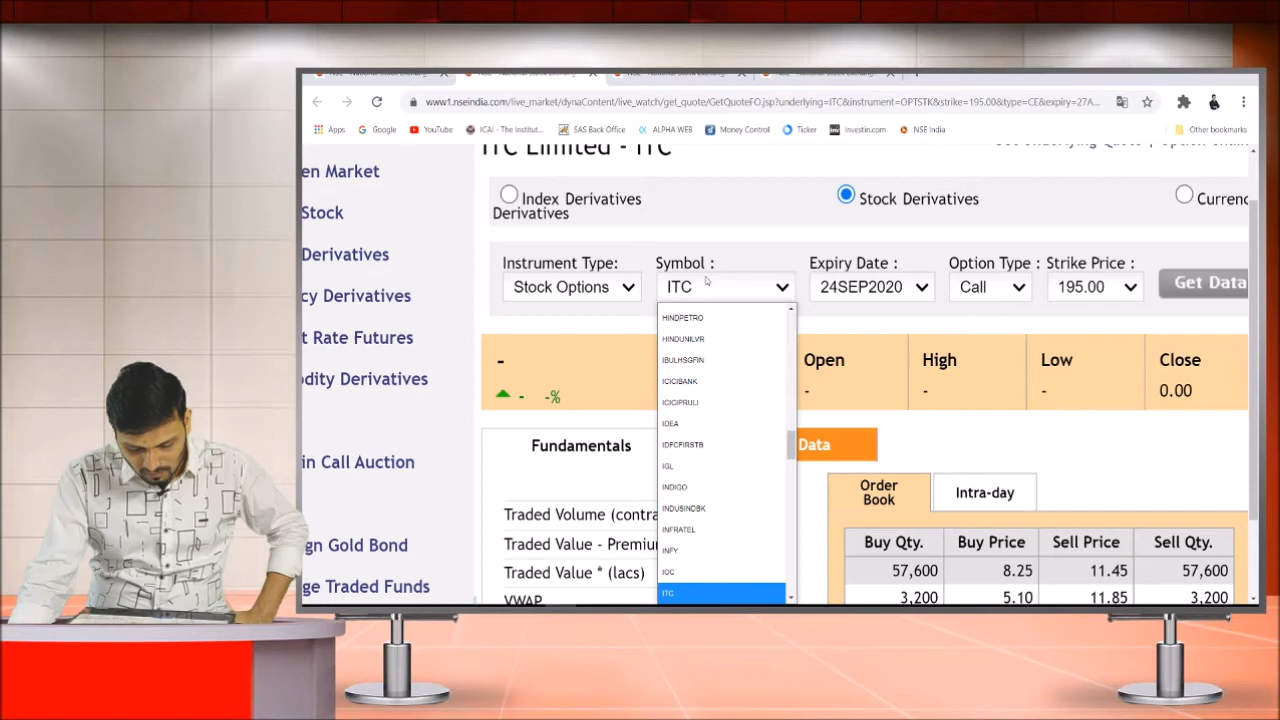 www1.nseindia.com/live_market/dynaContent/live_watch/get_quote/GetQuoteFO.jsp?underlying=ITC&instrument=OPTSTK&strike=195.00&type=CE&expiry=27A...
Apps Google YouTube ICAI - The Institut... SAS Back Office ALPHA WEB Money Control Ticker Investin.com NSE India Other bookmarks
ITC Limited - ITC
en Market
Stock
Derivatives
cy Derivatives
t Rate Futures
odity Derivatives
in Call Auction
gn Gold Bond
ge Traded Funds
Index Derivatives Stock Derivatives Currenc
Derivatives
Instrument Type: Symbol : Expiry Date : Option Type : Strike Price :
Stock Options ITC 24SEP2020 Call 195.00 Get Data
HINDPETRO
HINDUNILVR
IBULHSGFIN
ICICIBANK
ICICIPRULI
IDEA
IDFCFIRSTB
IGL
INDIGO
INDUSINDBK
INFRATEL
INFY
IOC
ITC
- Open High Low Close
- -% - - - 0.00
Fundamentals Data
Traded Volume (contra
Traded Value - Premiu
Traded Value * (lacs)
VWAP
Order Book Intra-day
Buy Qty. Buy Price Sell Price Sell Qty.
57,600 8.25 11.45 57,600
3,200 5.10 11.85 3,200